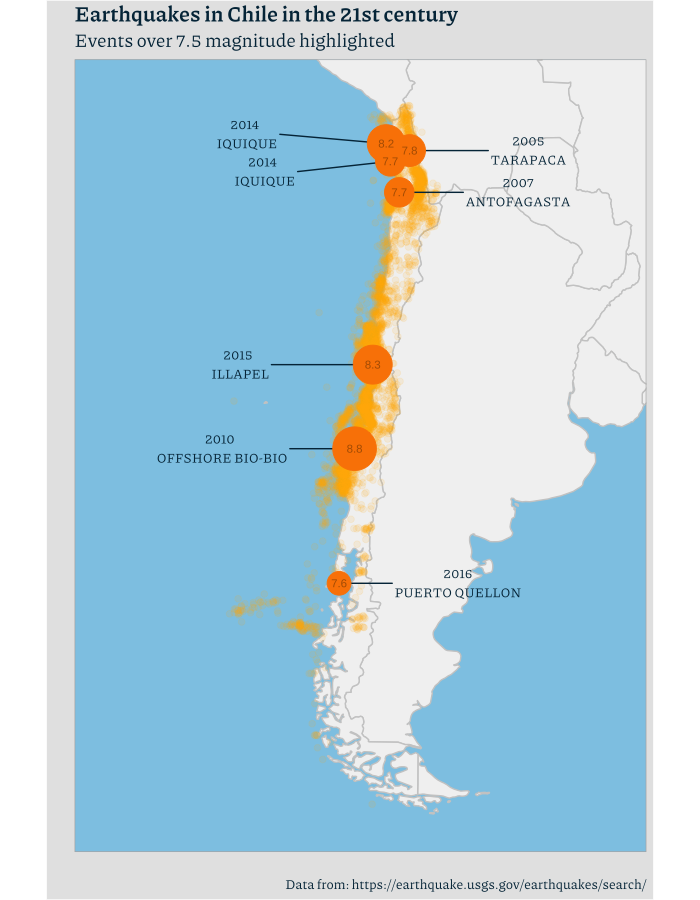 Earthquakes in Chile in the 21st century
Events over 7.5 magnitude highlighted
2014
IQUIQUE
8.2
7.8
2005
TARAPACA
2014
IQUIQUE
7.7
7.7
2007
ANTOFAGASTA
2015
ILLAPEL
8.3
2010
OFFSHORE BIO-BIO
8.8
7.6
2016
PUERTO QUELLON
Data from: https://earthquake.usgs.gov/earthquakes/search/